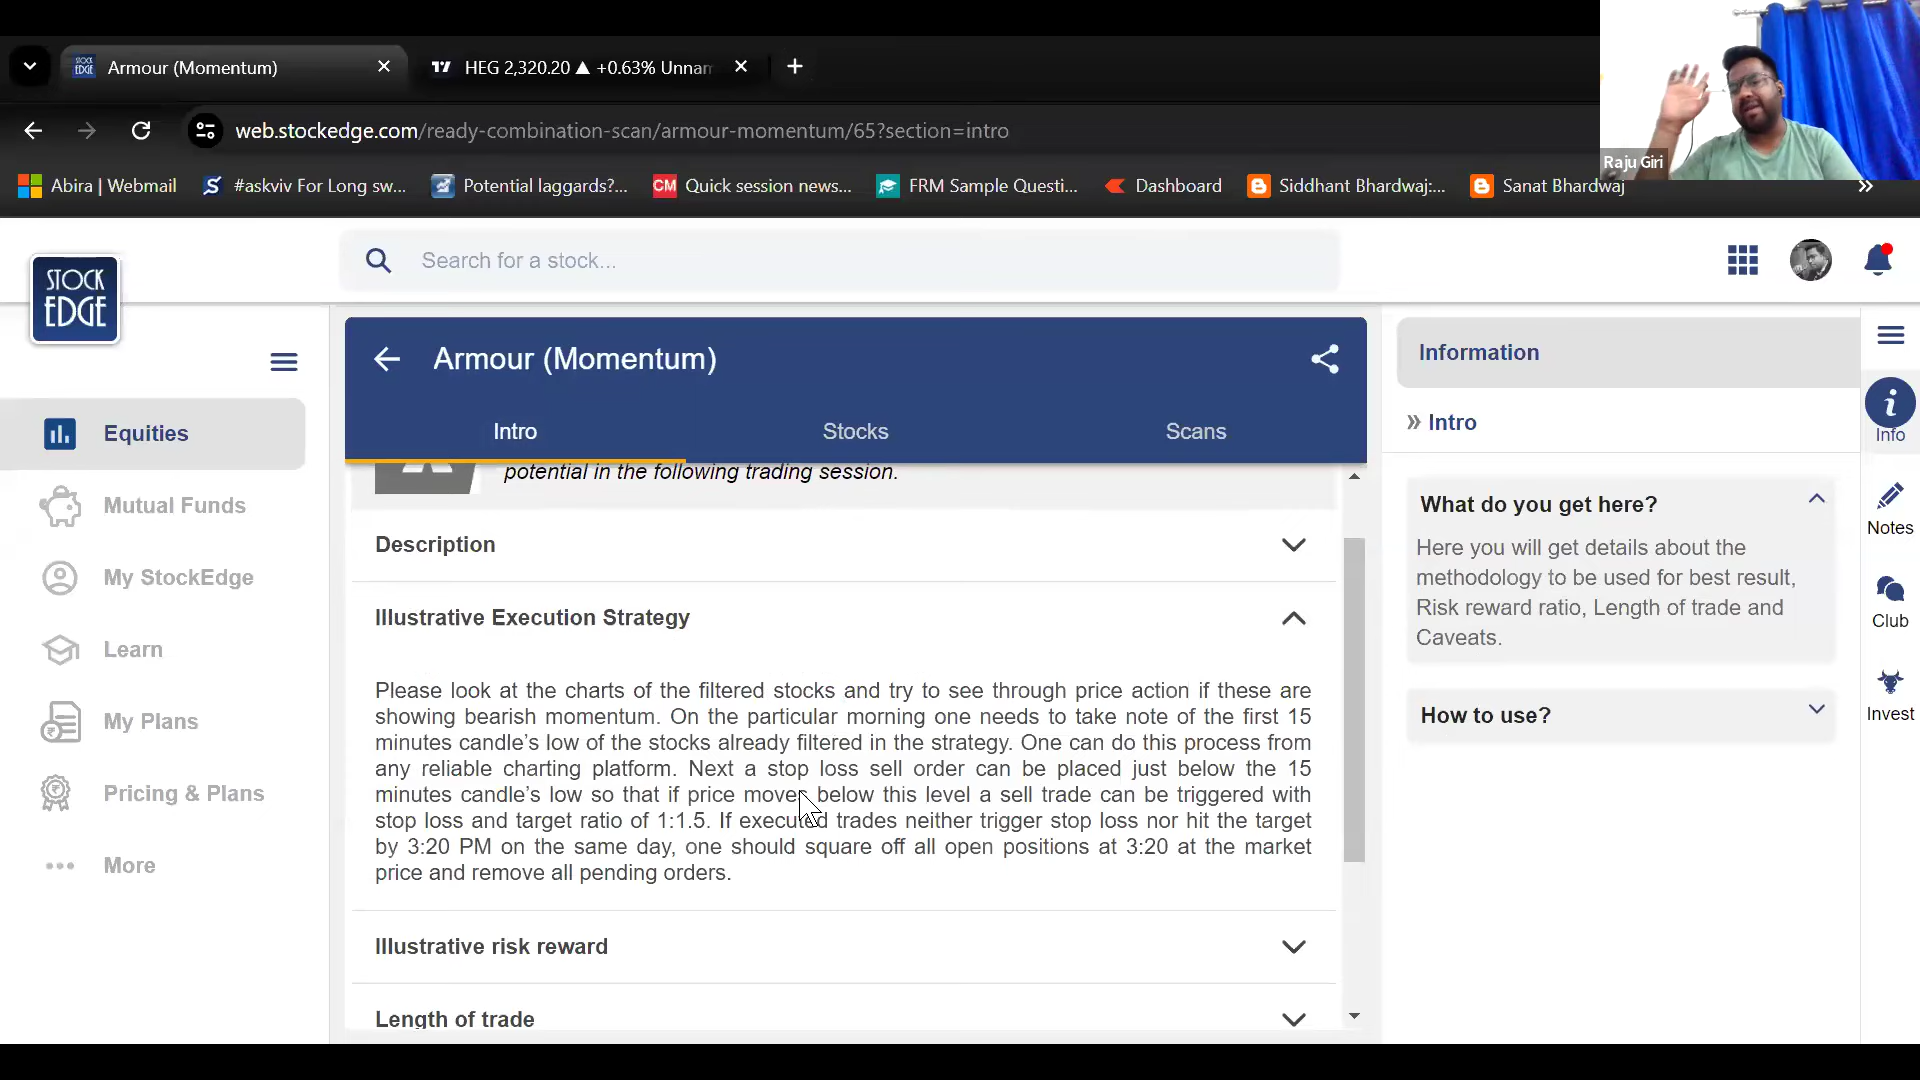 Armour (Momentum)
HEG 2,320.20 ▲ +0.63% Unnam
web.stockedge.com/ready-combination-scan/armour-momentum/65?section=intro
Raju Giri
Abira | Webmail
#askviv For Long sw...
Potential laggards?...
CM Quick session news...
FRM Sample Questi...
Dashboard
Siddhant Bhardwaj:...
Sanat Bhardwaj
STOCK
EDGE
Search for a stock...
Equities
Mutual Funds
My StockEdge
Learn
My Plans
Pricing & Plans
More
Armour (Momentum)
Intro
Stocks
Scans
potential in the following trading session.
Description
Illustrative Execution Strategy
Please look at the charts of the filtered stocks and try to see through price action if these are
showing bearish momentum. On the particular morning one needs to take note of the first 15
minutes candle’s low of the stocks already filtered in the strategy. One can do this process from
any reliable charting platform. Next a stop loss sell order can be placed just below the 15
minutes candle’s low so that if price moves below this level a sell trade can be triggered with
stop loss and target ratio of 1:1.5. If executed trades neither trigger stop loss nor hit the target
by 3:20 PM on the same day, one should square off all open positions at 3:20 at the market
price and remove all pending orders.
Illustrative risk reward
Length of trade
Information
» Intro
What do you get here?
Here you will get details about the
methodology to be used for best result,
Risk reward ratio, Length of trade and
Caveats.
How to use?
Info
Notes
Club
Invest